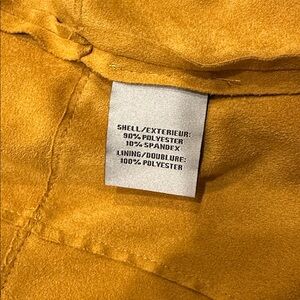 SHELL/EXTERIEUR:
90% POLYESTER
10% SPANDEX
LINING/DOUBLURE:
100% POLYESTER